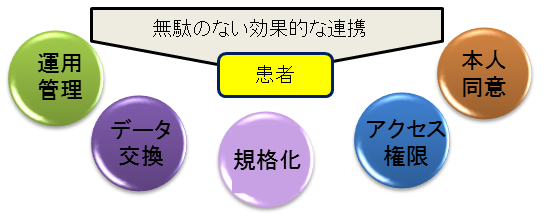 無駄のない効果的な連携
患者
運用
管理
データ
交換
規格化
アクセス
権限
本人
同意